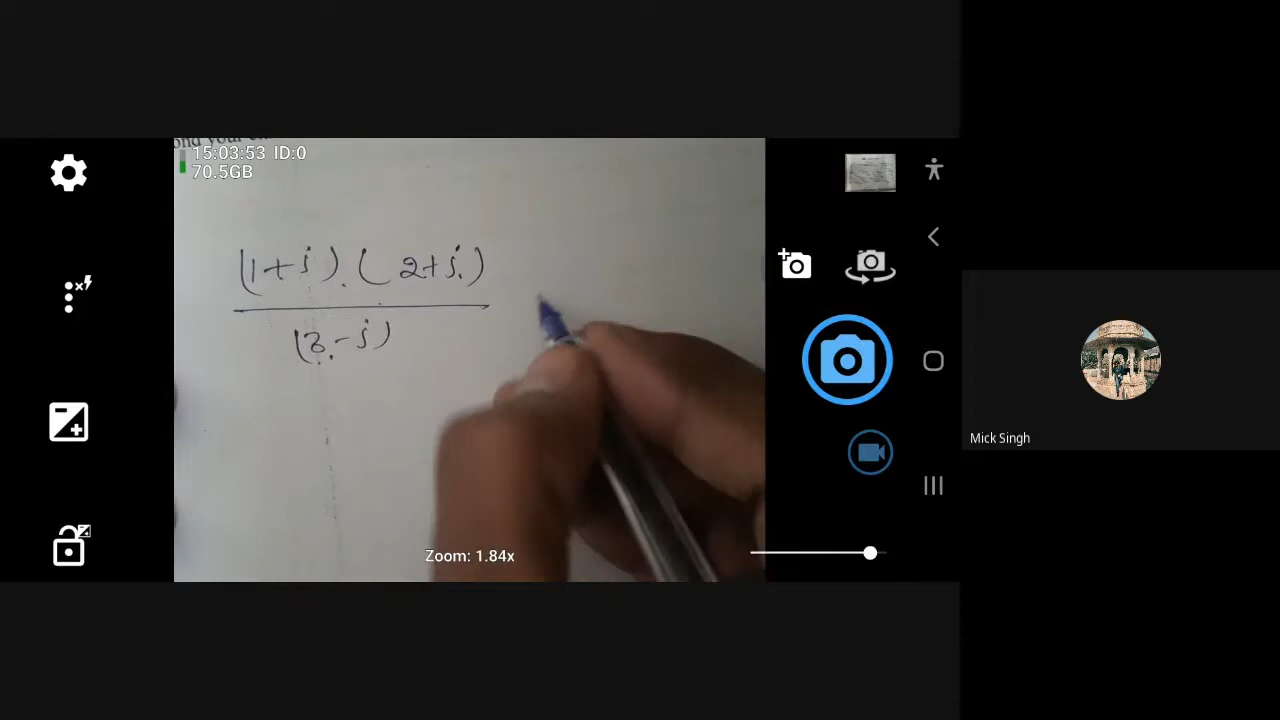 15:03:53 ID:0
70.5GB
(1+i).(2+i)
(3-i)
Zoom: 1.84x
Mick Singh